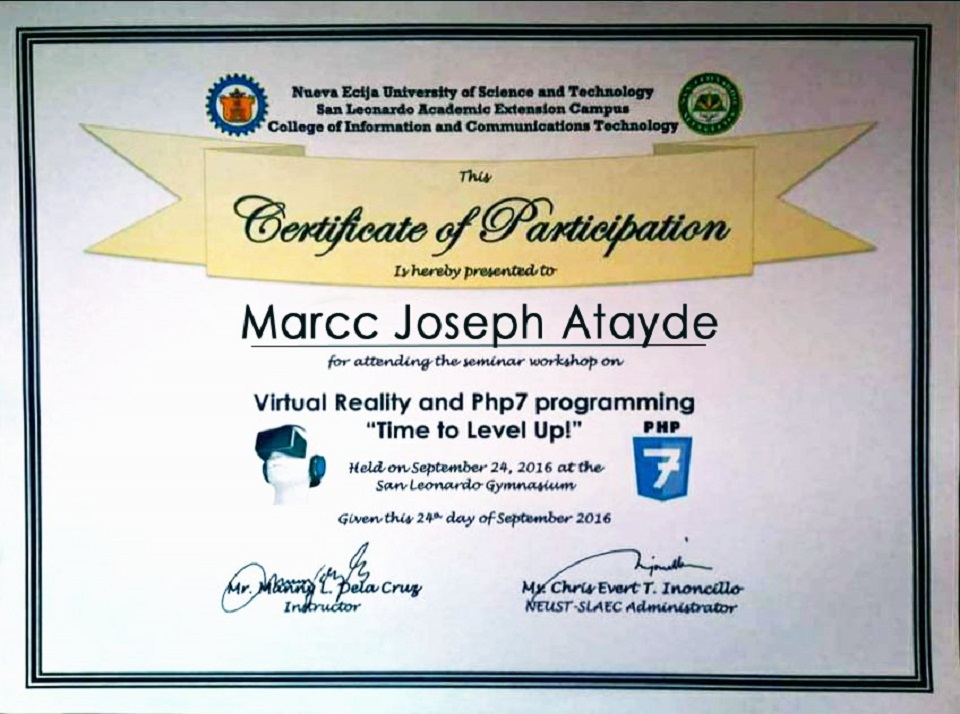 Nueva Ecija University of Science and Technology
San Leonardo Academic Extension Campus
College of Information and Communications Technology
This
Certificate of Participation
Is hereby presented to
Marcc Joseph Atayde
for attending the seminar workshop on
Virtual Reality and Php7 programming
"Time to Level Up!"
PHP
7
Held on September 24, 2016 at the
San Leonardo Gymnasium
Given this 24th day of September 2016
Mr. Manny L. Dela Cruz
Instructor
My. Chris Evert T. Inoncillo
NEUST-SLAEC Administrator